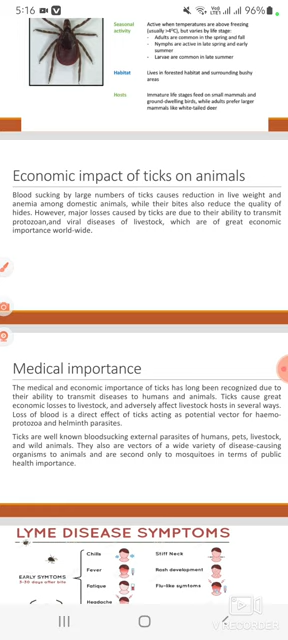 5:16
96%
Seasonal activity
Active when temperatures are above freezing
(usually >4°C), but varies by life stage:
- Adults are common in the spring and fall
- Nymphs are active in late spring and early
summer
- Larvae are common in late summer
Habitat
Lives in forested habitat and surrounding bushy
areas
Hosts
Immature life stages feed on small mammals and
ground-dwelling birds, while adults prefer larger
mammals like white-tailed deer
Economic impact of ticks on animals
Blood sucking by large numbers of ticks causes reduction in live weight and
anemia among domestic animals, while their bites also reduce the quality of
hides. However, major losses caused by ticks are due to their ability to transmit
protozoan,and viral diseases of livestock, which are of great economic
importance world-wide.
Medical importance
The medical and economic importance of ticks has long been recognized due to
their ability to transmit diseases to humans and animals. Ticks cause great
economic losses to livestock, and adversely affect livestock hosts in several ways.
Loss of blood is a direct effect of ticks acting as potential vector for haemo-
protozoa and helminth parasites.
Ticks are well known bloodsucking external parasites of humans, pets, livestock,
and wild animals. They also are vectors of a wide variety of disease-causing
organisms to animals and are second only to mosquitoes in terms of public
health importance.
LYME DISEASE SYMPTOMS
EARLY SYMTOMS
3-30 days after bite
Chills
Fever
Fatique
Headache
Stiff Neck
Rash development
Flu-like symtoms
V RECORDER